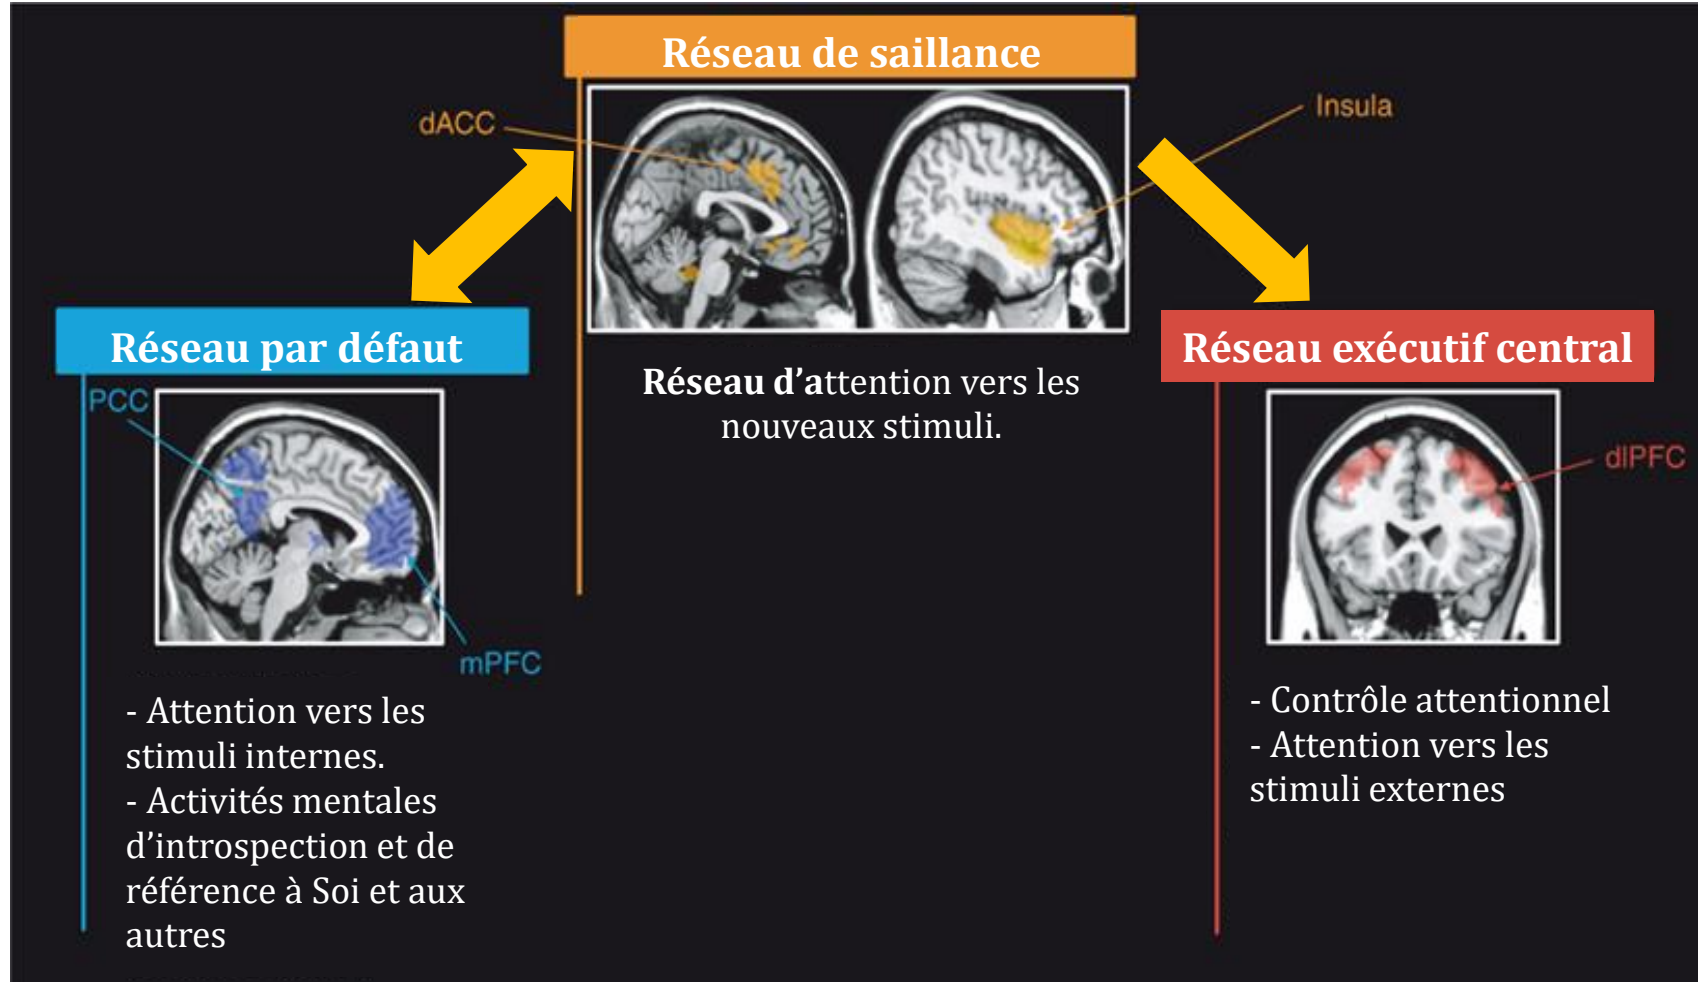 Réseau de saillance
dACC
Insula
Réseau par défaut
PCC
mPFC
- Attention vers les
stimuli internes.
- Activités mentales
d’introspection et de
référence à Soi et aux
autres
Réseau d’attention vers les
nouveaux stimuli.
Réseau exécutif central
dlPFC
- Contrôle attentionnel
- Attention vers les
stimuli externes